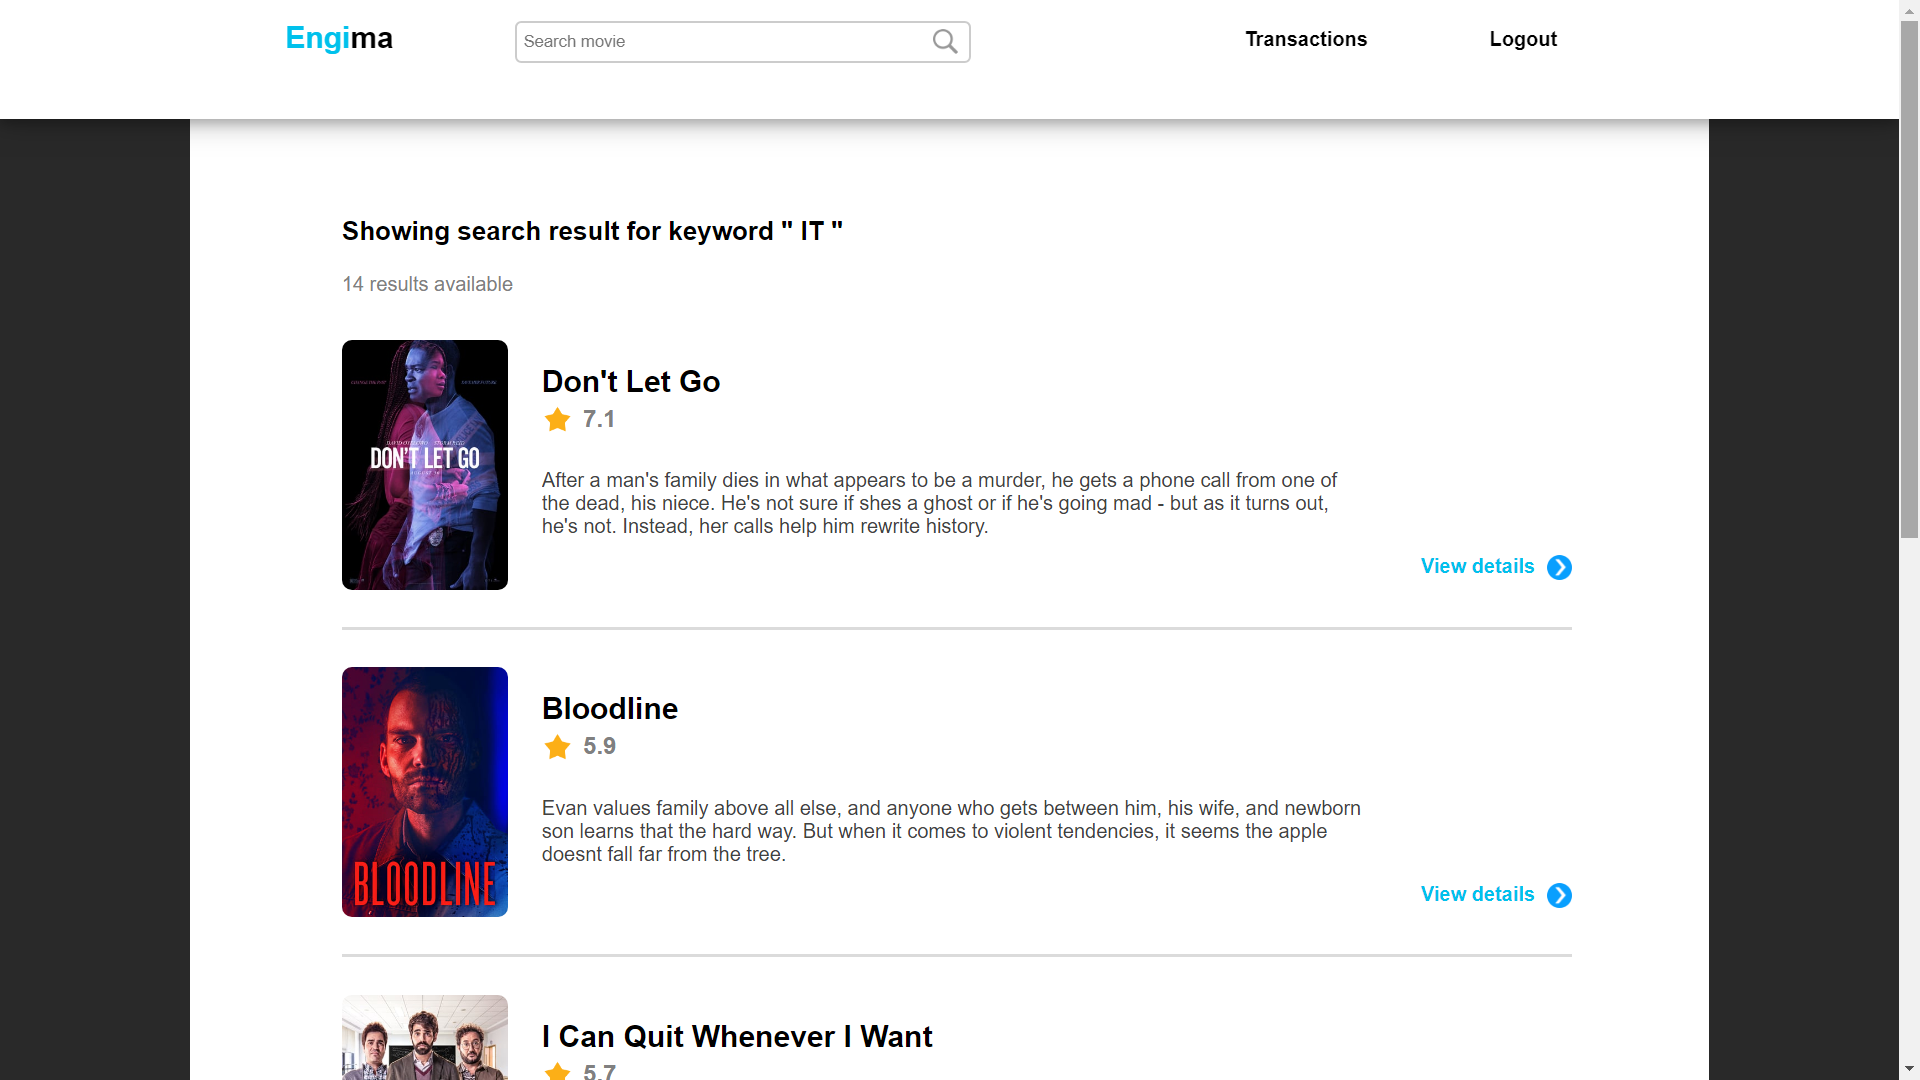 Engima
Search movie
Transactions
Logout
Showing search result for keyword " IT "
14 results available
DON'T LET GO
Don't Let Go
7.1
After a man's family dies in what appears to be a murder, he gets a phone call from one of
the dead, his niece. He's not sure if shes a ghost or if he's going mad - but as it turns out,
he's not. Instead, her calls help him rewrite history.
View details
BLOODLINE
Bloodline
5.9
Evan values family above all else, and anyone who gets between him, his wife, and newborn
son learns that the hard way. But when it comes to violent tendencies, it seems the apple
doesnt fall far from the tree.
View details
I Can Quit Whenever I Want
5.7